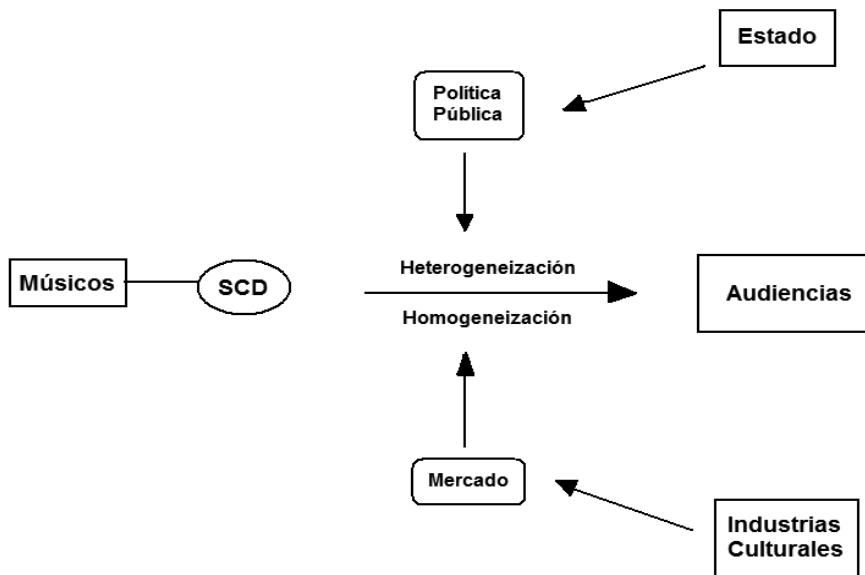 Estado
Política
Pública
Heterogeneización
Músicos
SCD
Audiencias
Homogeneización
Mercado
Industrias
Culturales